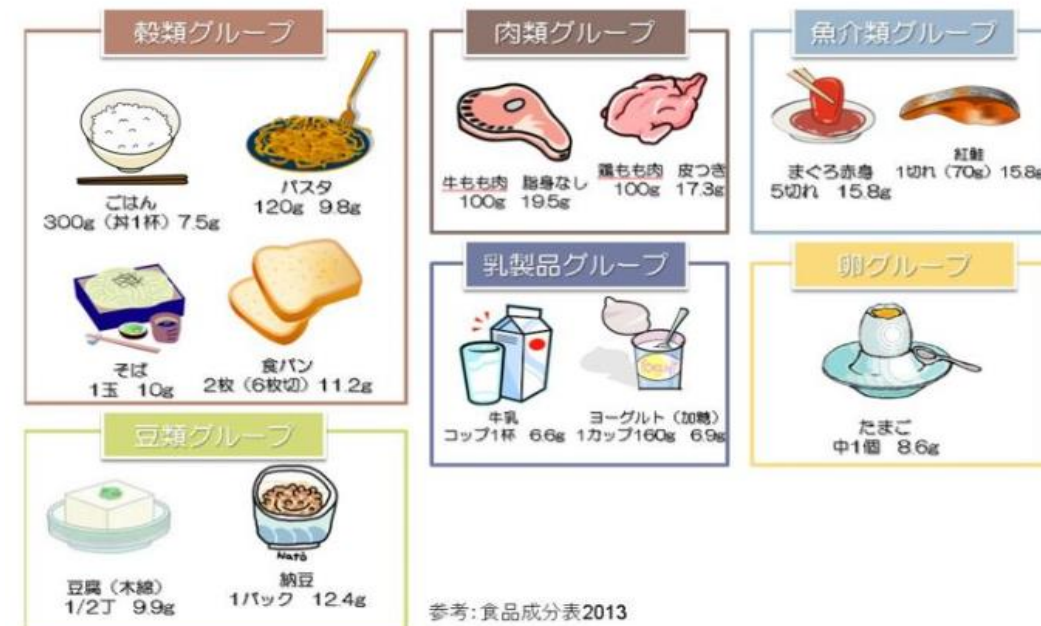 穀類グループ
ごはん
300g（丼1杯）7.5g
パスタ
120g 9.8g
そば
1玉 10g
食パン
2枚（6枚切）11.2g
肉類グループ
牛もも肉 脂身なし
100g 19.5g
鶏もも肉 皮つき
100g 17.3g
魚介類グループ
まぐろ赤身
5切れ 15.8g
紅鮭
1切れ（70g）15.8g
乳製品グループ
牛乳
コップ1杯 6.6g
ヨーグルト（加糖）
1カップ160g 6.9g
卵グループ
たまご
中1個 8.6g
豆類グループ
豆腐（木綿）
1/2丁 9.9g
Natō
納豆
1パック 12.4g
参考：食品成分表2013